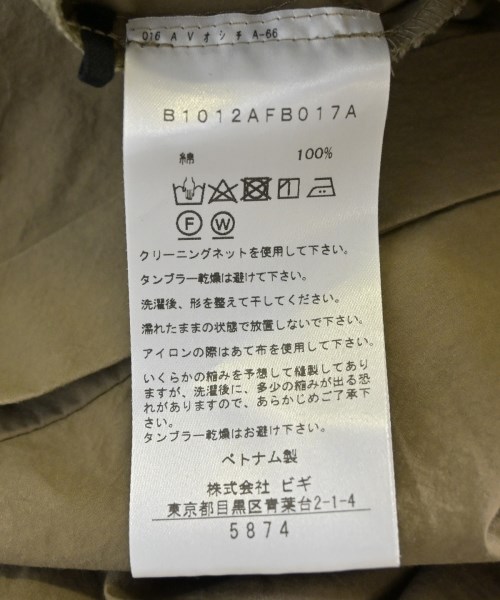 016 A V オ シ チ A-66
B1012AFB017A
綿 100%
F W
クリーニングネットを使用して下さい。
タンブラー乾燥は避けて下さい。
洗濯後、形を整えて干してください。
濡れたままの状態で放置しないで下さい。
アイロンの際はあて布を使用して下さい。
いくらかの縮みを予想して縫製してあり
ますが、洗濯後に、多少の縮みが出る恐
れがありますので、あらかじめご了承下
さい。
タンブラー乾燥はお避け下さい。
ベトナム製
株式会社 ビギ
東京都目黒区青葉台2-1-4
5874